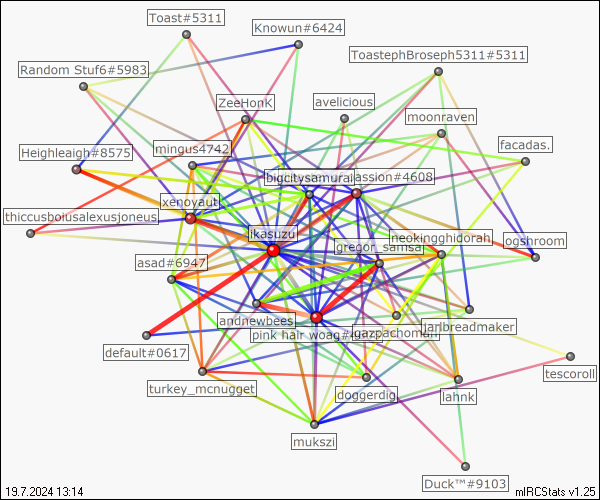 Toast#5311
Knowun#6424
ToastephBroseph5311#5311
Random Stuf6#5983
ZeeHonk
avelicious
moonraven
mingus4742
facadas.
Heighleaigh#8575
bigcitysamurai
assion#4608
xenovaut
thiccusboiusalexusjoneus
ikasuzu
neokingghidorah
gregor_samsa
ogshroom
asad#6947
andnewbees
jarlbreadmaker
pink hair woag#
default#0617
tescoroll
turkey_mcnugget
doggerdig
lahnk
mukszi
Duck™#9103
19.7.2024 13:14
mIRCStats v1.25